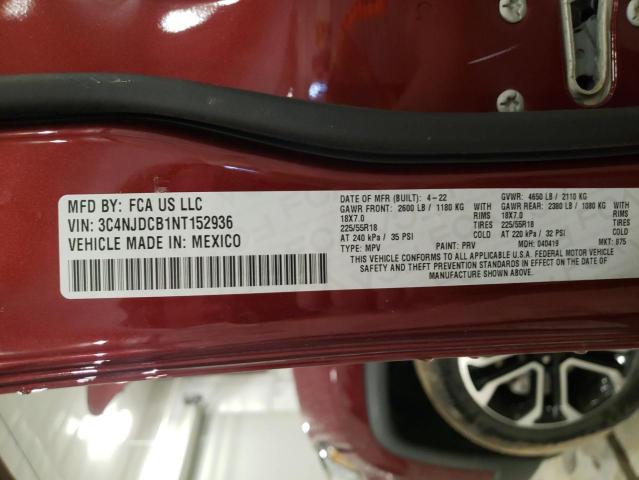 MFD BY: FCA US LLC
VIN: 3C4NJDCB1NT152936
VEHICLE MADE IN: MEXICO
DATE OF MFR (BUILT): 4-22 GVWR: 4650 LB / 2110 KG
GAWR FRONT: 2600 LB / 1180 KG WITH GAWR REAR: 2380 LB / 1080 KG WITH
18X7.0 RIMS 18X7.0 RIMS
225/55R18 TIRES 225/55R18 TIRES
AT 240 kPa / 35 PSI COLD AT 220 kPa / 32 PSI COLD
TYPE: MPV PAINT: PRV MDH: 040419 MKT: 875
THIS VEHICLE CONFORMS TO ALL APPLICABLE U.S.A. FEDERAL MOTOR VEHICLE
SAFETY AND THEFT PREVENTION STANDARDS IN EFFECT ON THE DATE OF
MANUFACTURE SHOWN ABOVE.